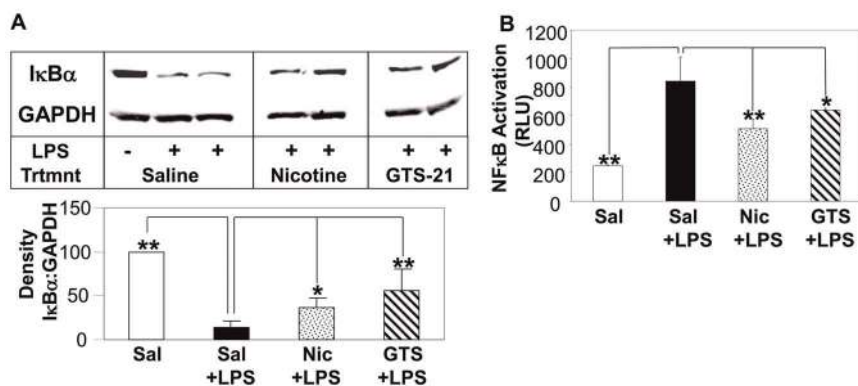 A
IκBα
GAPDH
LPS - + + + + + +
Trtmnt Saline Nicotine GTS-21
Density
IκBα:GAPDH
150
100
50
0
**
*
**
Sal Sal Nic GTS
+LPS +LPS +LPS
B
NFκB Activation
(RLU)
1200
1000
800
600
400
200
0
**
**
*
Sal Sal Nic GTS
+LPS +LPS +LPS